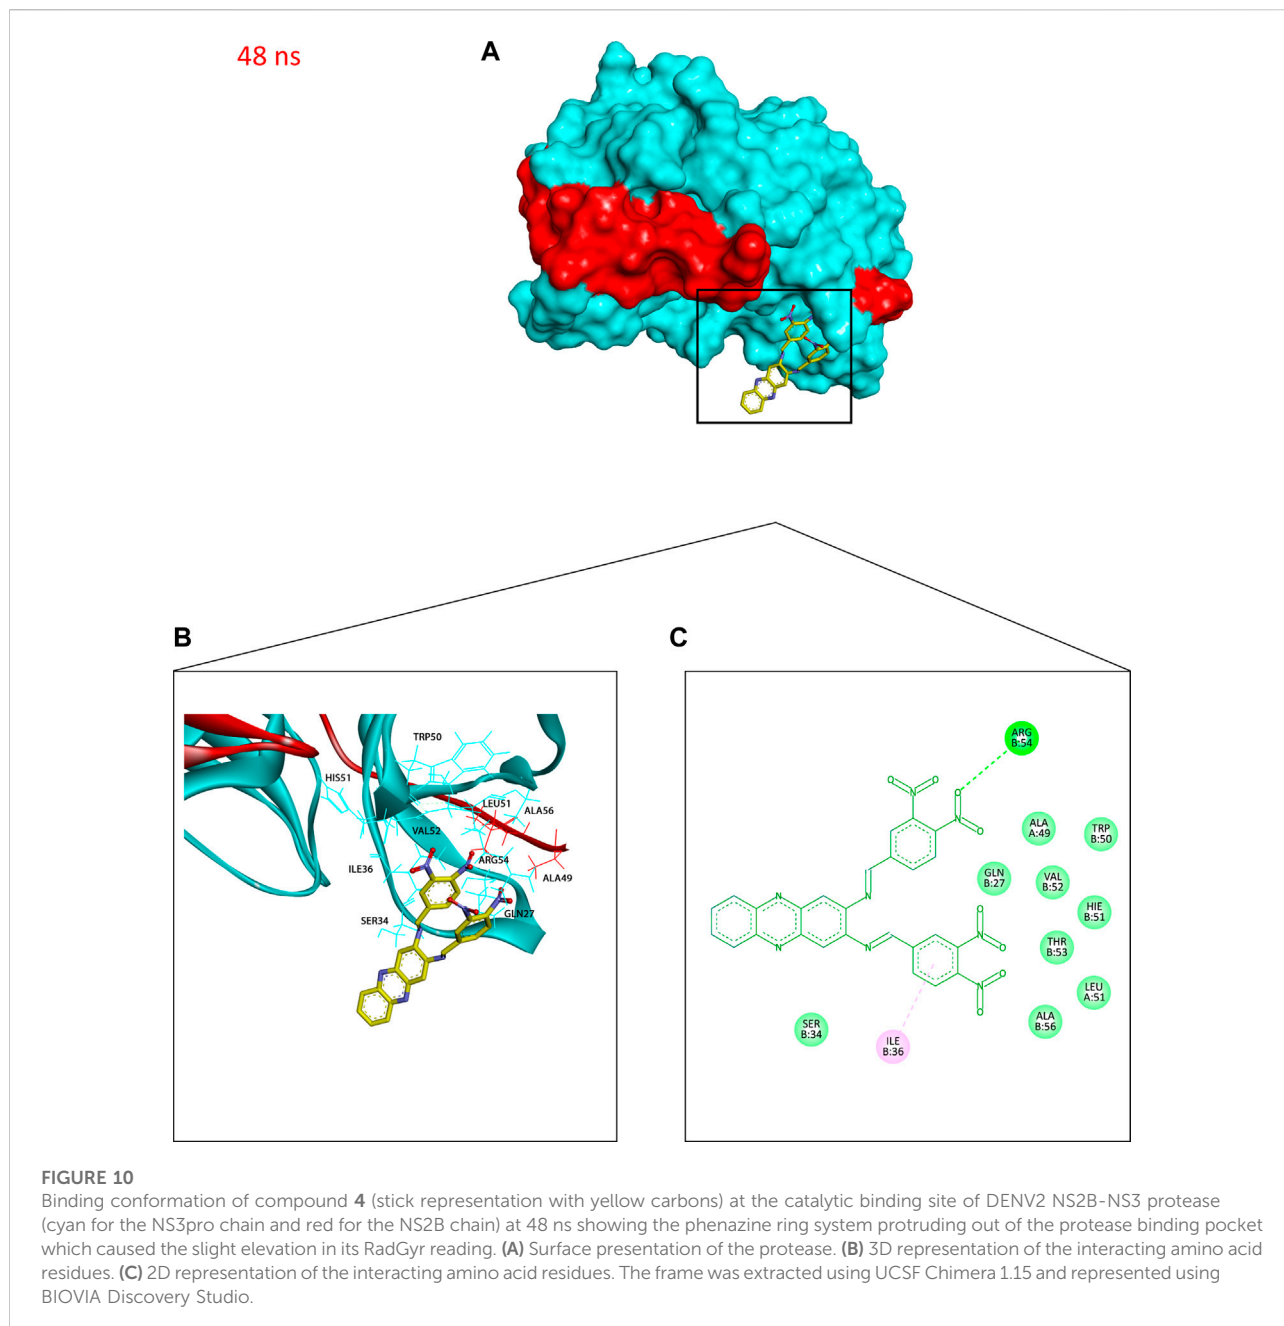 48 ns
A
B
C
TRP50
HIS51
LEU51
ALA56
VAL52
ARG54
ILE36
ALA49
SER34
GLN27
ARG
B:54
O
O
N
N
O
O
ALA
A:49
TRP
B:50
GLN
B:27
VAL
B:52
N
N
HIE
B:51
N
O
O
THR
B:53
N
N
N
O
O
LEU
A:51
SER
B:34
ILE
B:36
ALA
B:56
FIGURE 10
Binding conformation of compound 4 (stick representation with yellow carbons) at the catalytic binding site of DENV2 NS2B-NS3 protease
(cyan for the NS3pro chain and red for the NS2B chain) at 48 ns showing the phenazine ring system protruding out of the protease binding pocket
which caused the slight elevation in its RadGyr reading. (A) Surface presentation of the protease. (B) 3D representation of the interacting amino acid
residues. (C) 2D representation of the interacting amino acid residues. The frame was extracted using UCSF Chimera 1.15 and represented using
BIOVIA Discovery Studio.